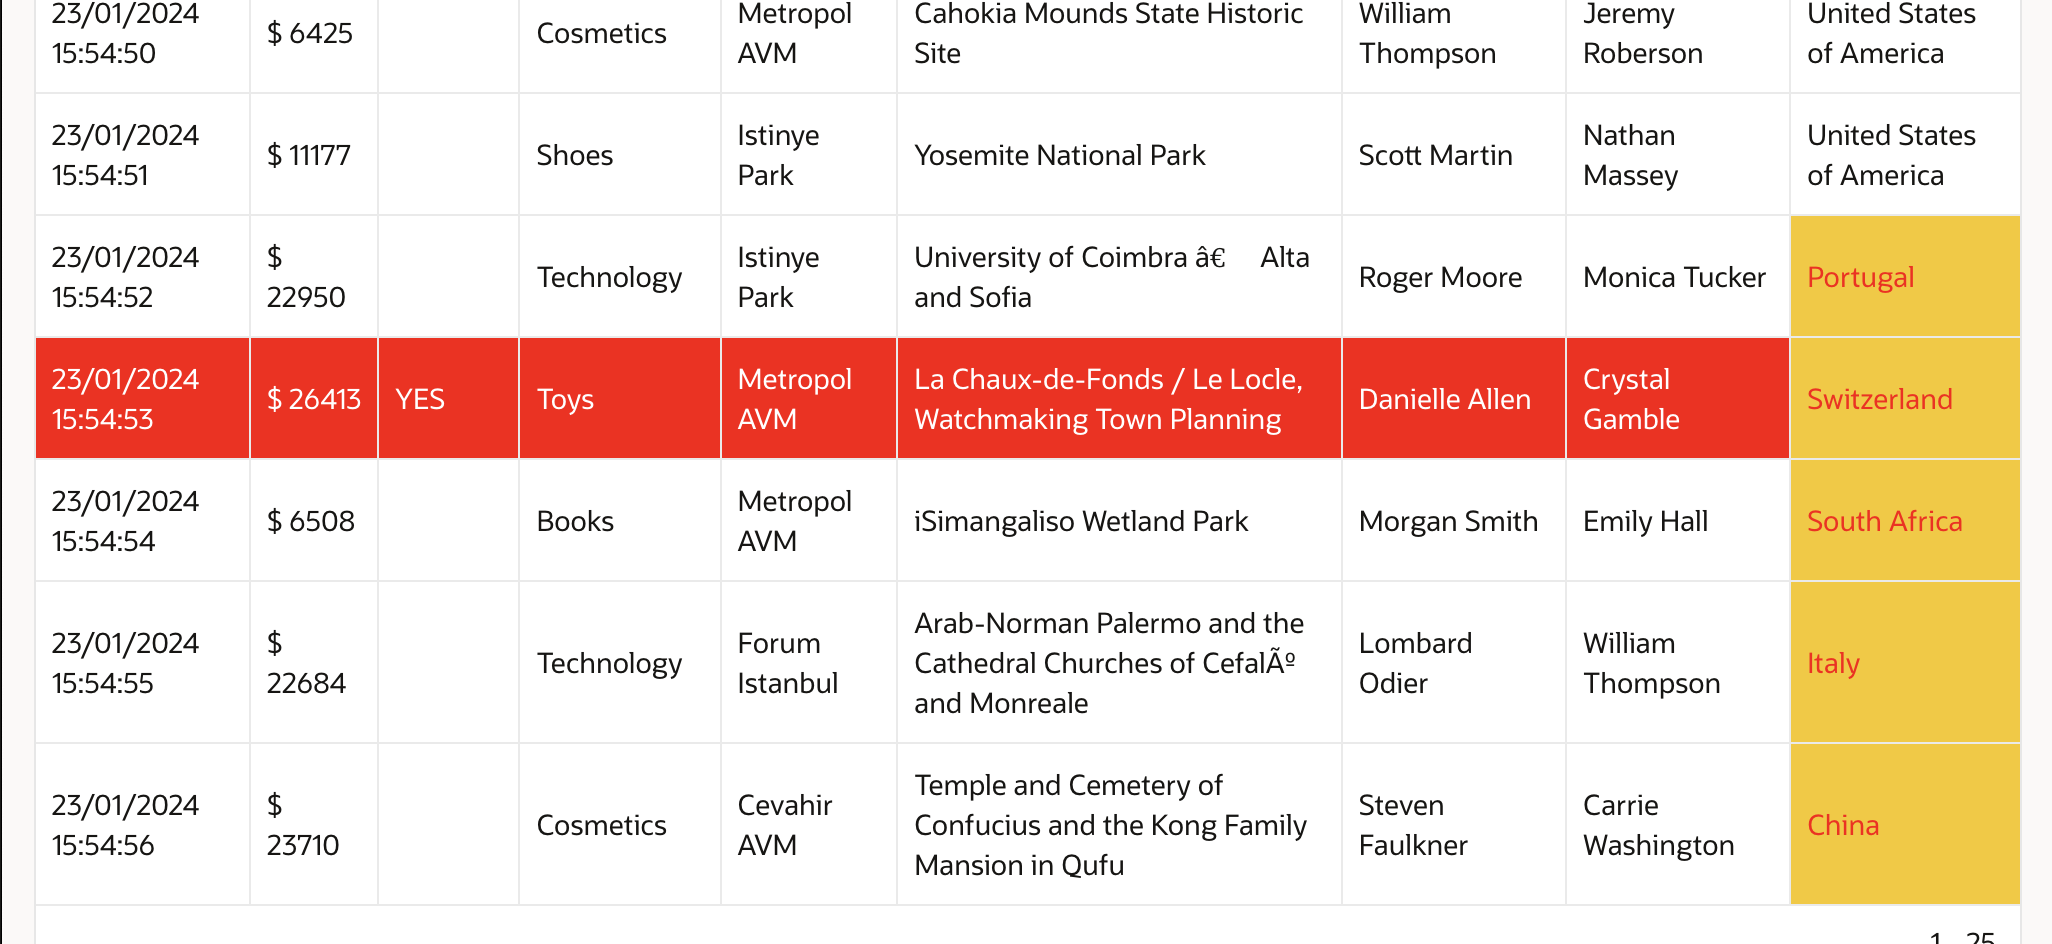 23/01/2024
15:54:50
$ 6425
Cosmetics
Metropol
AVM
Cahokia Mounds State Historic
Site
William
Thompson
Jeremy
Roberson
United States
of America
23/01/2024
15:54:51
$ 11177
Shoes
Istinye
Park
Yosemite National Park
Scott Martin
Nathan
Massey
United States
of America
23/01/2024
15:54:52
$
22950
Technology
Istinye
Park
University of Coimbra â€ Alta
and Sofia
Roger Moore
Monica Tucker
Portugal
23/01/2024
15:54:53
$ 26413
YES
Toys
Metropol
AVM
La Chaux-de-Fonds / Le Locle,
Watchmaking Town Planning
Danielle Allen
Crystal
Gamble
Switzerland
23/01/2024
15:54:54
$ 6508
Books
Metropol
AVM
iSimangaliso Wetland Park
Morgan Smith
Emily Hall
South Africa
23/01/2024
15:54:55
$
22684
Technology
Forum
Istanbul
Arab-Norman Palermo and the
Cathedral Churches of CefalÃº
and Monreale
Lombard
Odier
William
Thompson
Italy
23/01/2024
15:54:56
$
23710
Cosmetics
Cevahir
AVM
Temple and Cemetery of
Confucius and the Kong Family
Mansion in Qufu
Steven
Faulkner
Carrie
Washington
China
1 - 25